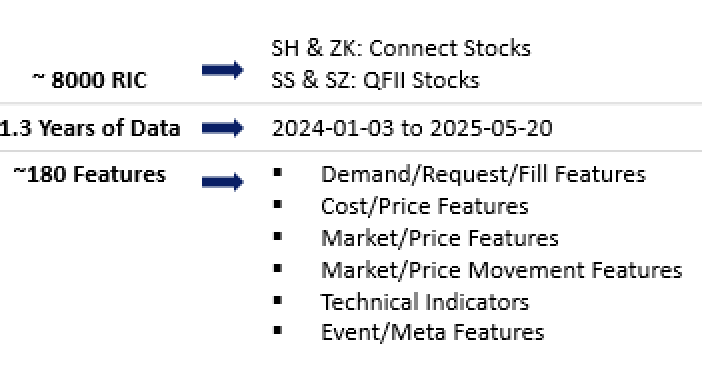 SH & ZK: Connect Stocks
~ 8000 RIC
SS & SZ: QFII Stocks
1.3 Years of Data
2024-01-03 to 2025-05-20
~180 Features
▪ Demand/Request/Fill Features
▪ Cost/Price Features
▪ Market/Price Features
▪ Market/Price Movement Features
▪ Technical Indicators
▪ Event/Meta Features